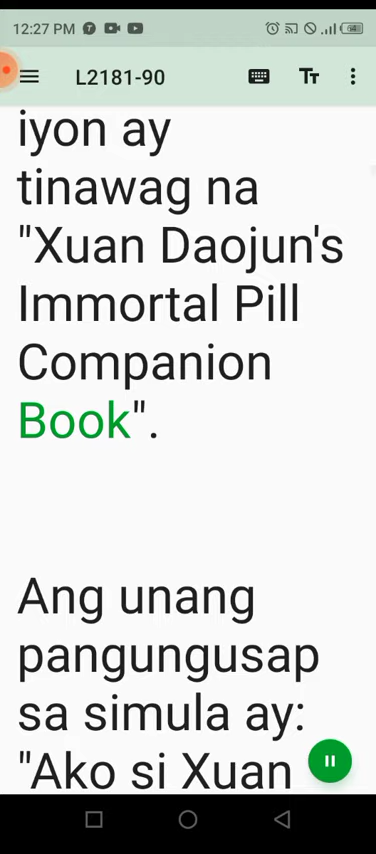 12:27 PM
L2181-90
iyon ay
tinawag na
"Xuan Daojun's
Immortal Pill
Companion
Book".
Ang unang
pangungusap
sa simula ay:
"Ako si Xuan